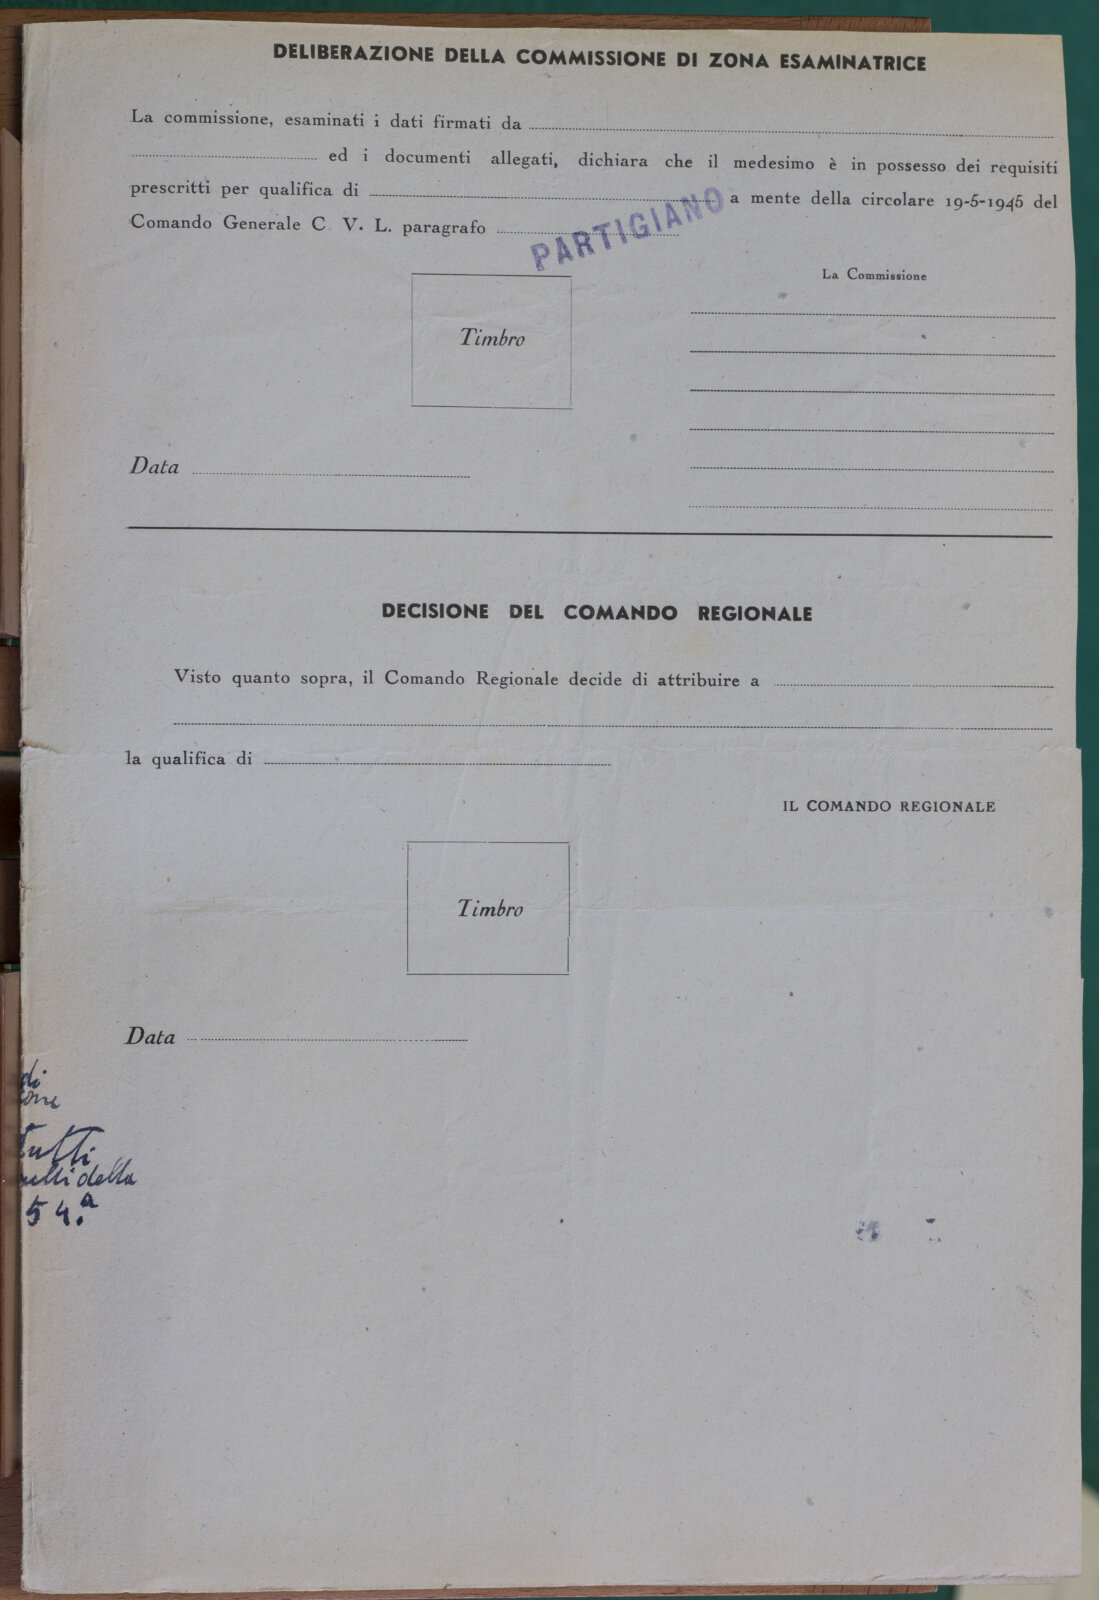 DELIBERAZIONE DELLA COMMISSIONE DI ZONA ESAMINATRICE
La commissione, esaminati i dati firmati da
ed i documenti allegati, dichiara che il medesimo è in possesso dei requisiti
prescritti per qualifica di a mente della circolare 19-5-1945 del
Comando Generale C. V. L. paragrafo
PARTIGIANO
La Commissione
Timbro
Data
DECISIONE DEL COMANDO REGIONALE
Visto quanto sopra, il Comando Regionale decide di attribuire a
la qualifica di
IL COMANDO REGIONALE
Timbro
Data
di
tutti
della
54.ª